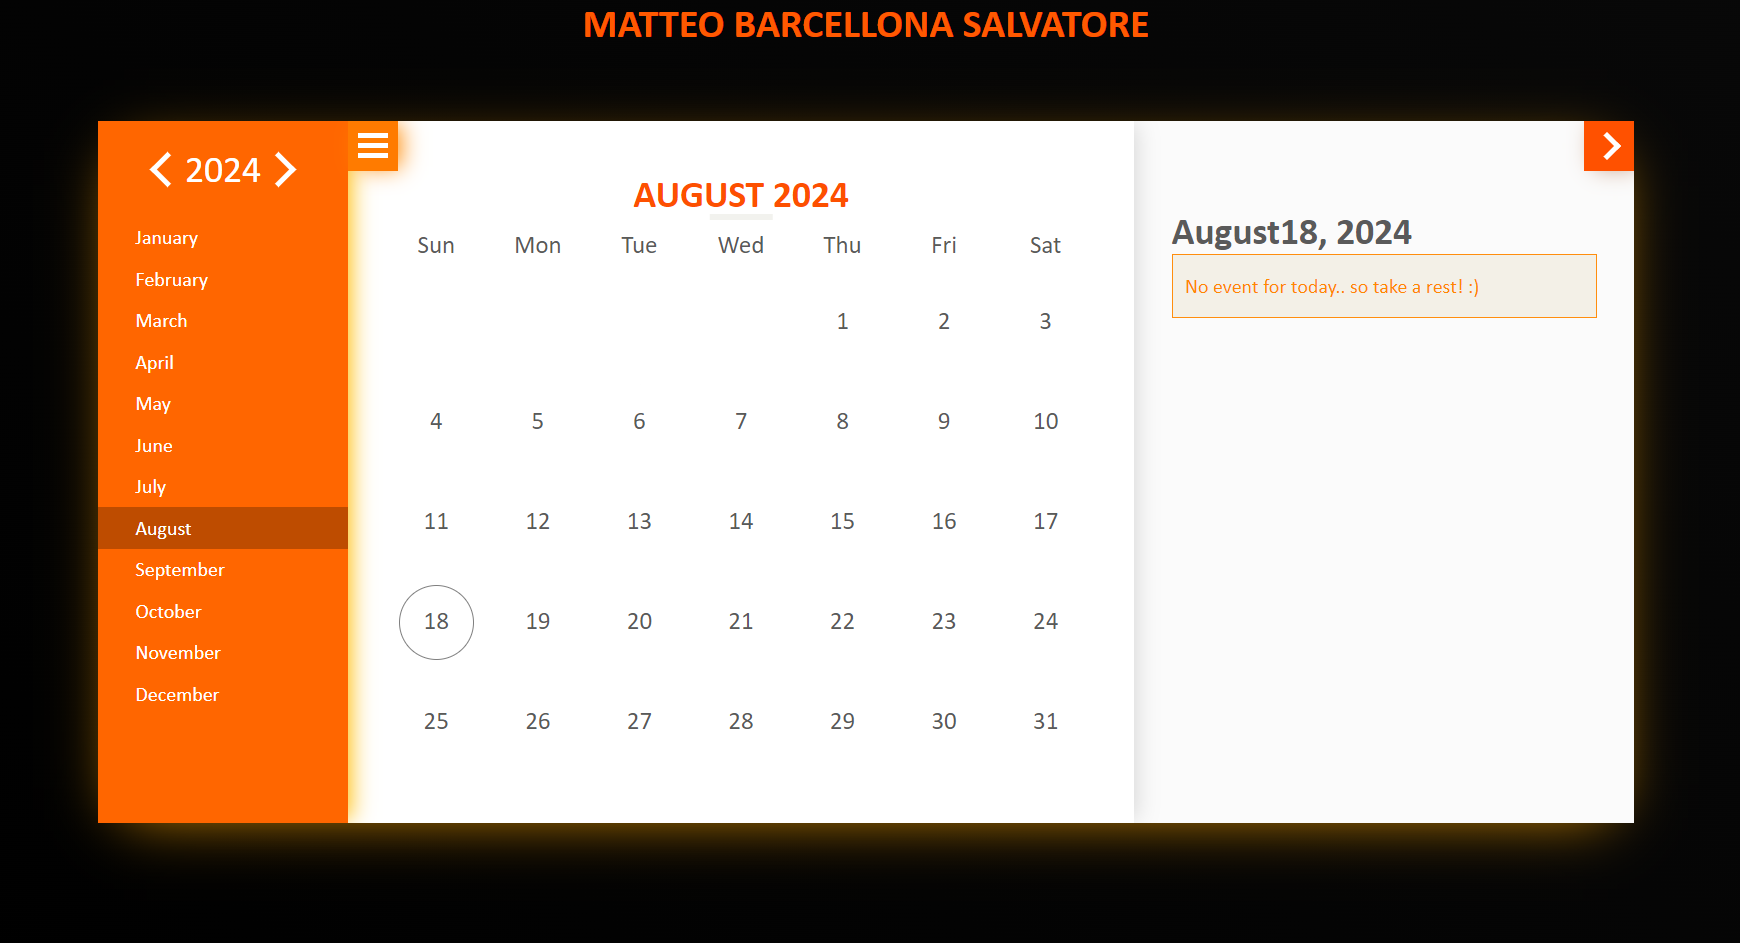 MATTEO BARCELLONA SALVATORE
2024
January
February
March
April
May
June
July
August
September
October
November
December
AUGUST 2024
Sun Mon Tue Wed Thu Fri Sat
1 2 3
4 5 6 7 8 9 10
11 12 13 14 15 16 17
18 19 20 21 22 23 24
25 26 27 28 29 30 31
August18, 2024
No event for today.. so take a rest! :)